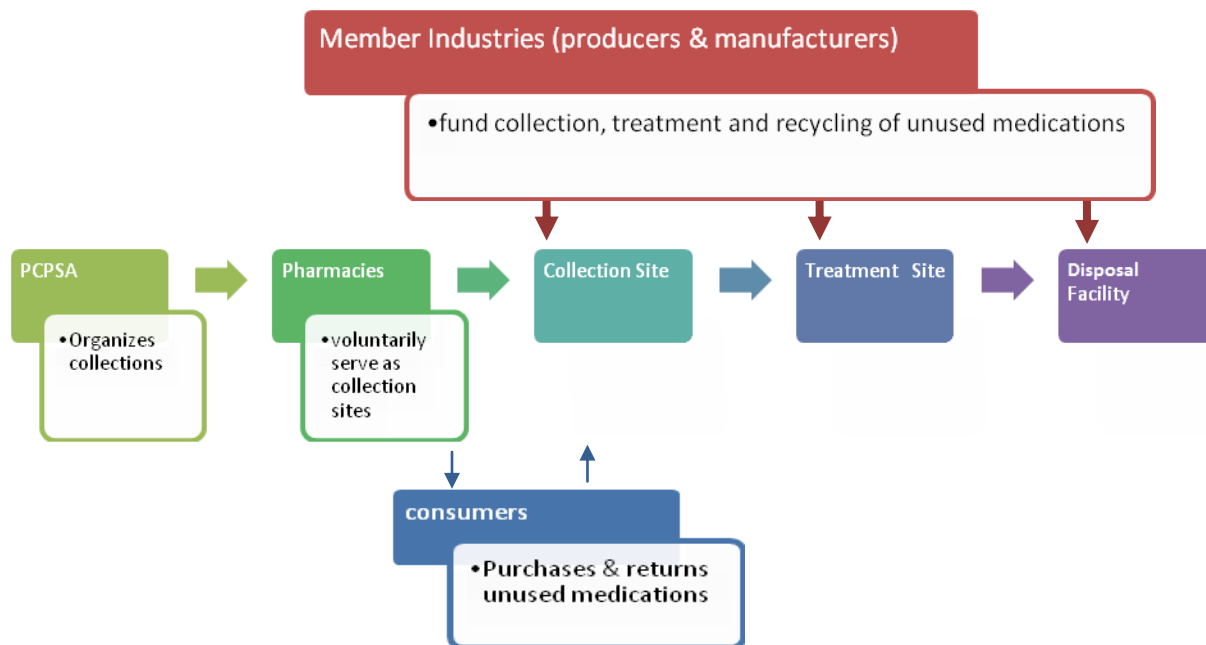 Member Industries (producers & manufacturers)
•fund collection, treatment and recycling of unused medications
PCPSA
•Organizes
collections
Pharmacies
•voluntarily
serve as
collection
sites
Collection Site
Treatment Site
Disposal
Facility
consumers
•Purchases & returns
unused medications